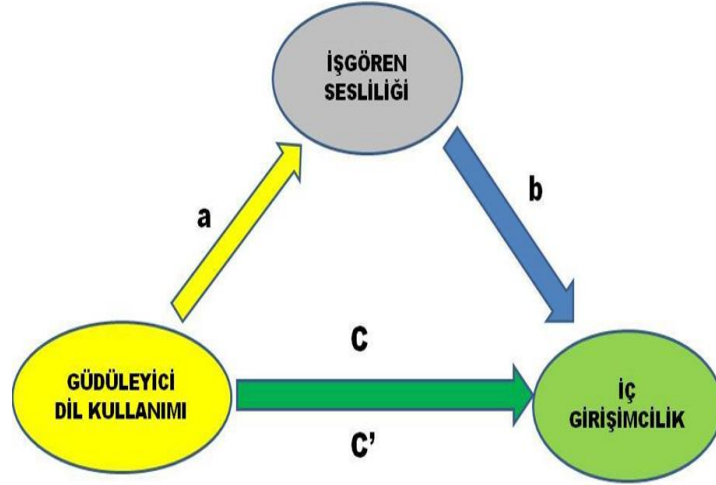 İŞGÖREN
SESLİLİĞİ
a
b
C
GÜDÜLEYİCİ
DİL KULLANIMI
İÇ
GİRİŞİMCİLİK
C’